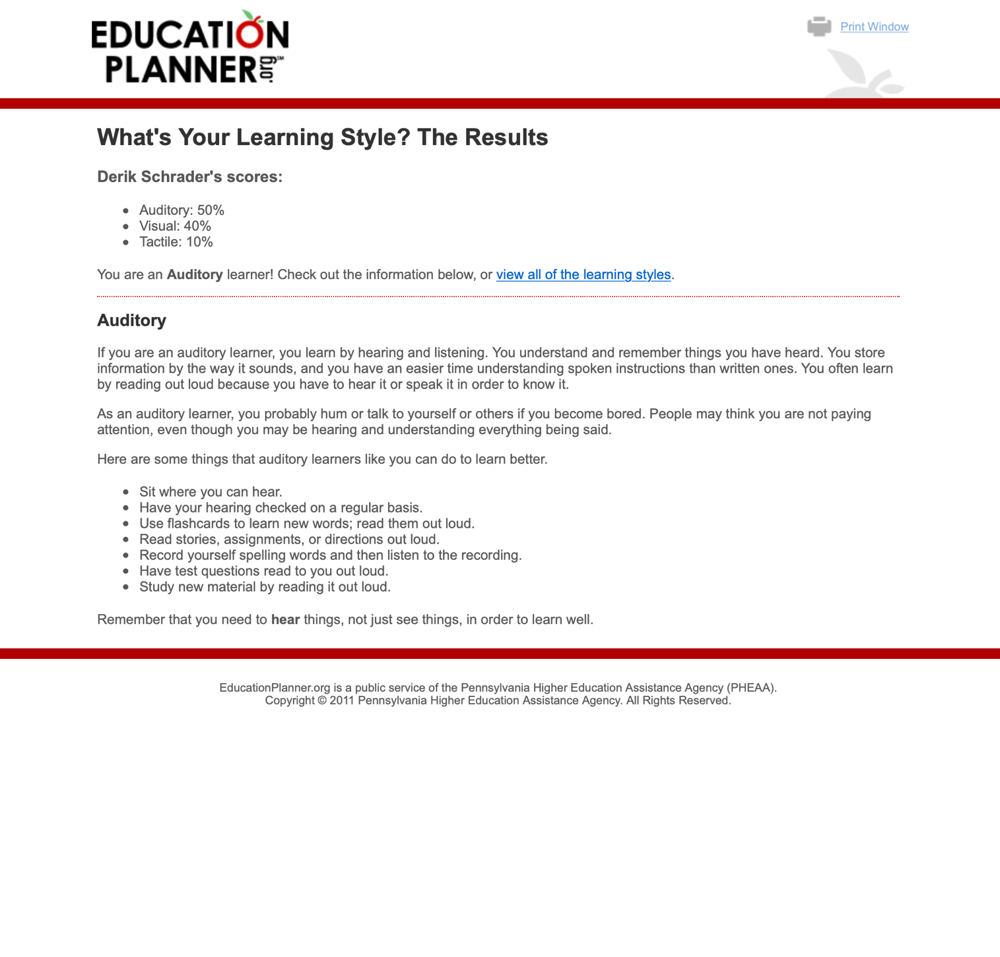 EDUCATION
PLANNER.org℠
Print Window
What's Your Learning Style? The Results
Derik Schrader's scores:
• Auditory: 50%
• Visual: 40%
• Tactile: 10%
You are an Auditory learner! Check out the information below, or view all of the learning styles.
Auditory
If you are an auditory learner, you learn by hearing and listening. You understand and remember things you have heard. You store
information by the way it sounds, and you have an easier time understanding spoken instructions than written ones. You often learn
by reading out loud because you have to hear it or speak it in order to know it.
As an auditory learner, you probably hum or talk to yourself or others if you become bored. People may think you are not paying
attention, even though you may be hearing and understanding everything being said.
Here are some things that auditory learners like you can do to learn better.
• Sit where you can hear.
• Have your hearing checked on a regular basis.
• Use flashcards to learn new words; read them out loud.
• Read stories, assignments, or directions out loud.
• Record yourself spelling words and then listen to the recording.
• Have test questions read to you out loud.
• Study new material by reading it out loud.
Remember that you need to hear things, not just see things, in order to learn well.
EducationPlanner.org is a public service of the Pennsylvania Higher Education Assistance Agency (PHEAA).
Copyright © 2011 Pennsylvania Higher Education Assistance Agency. All Rights Reserved.